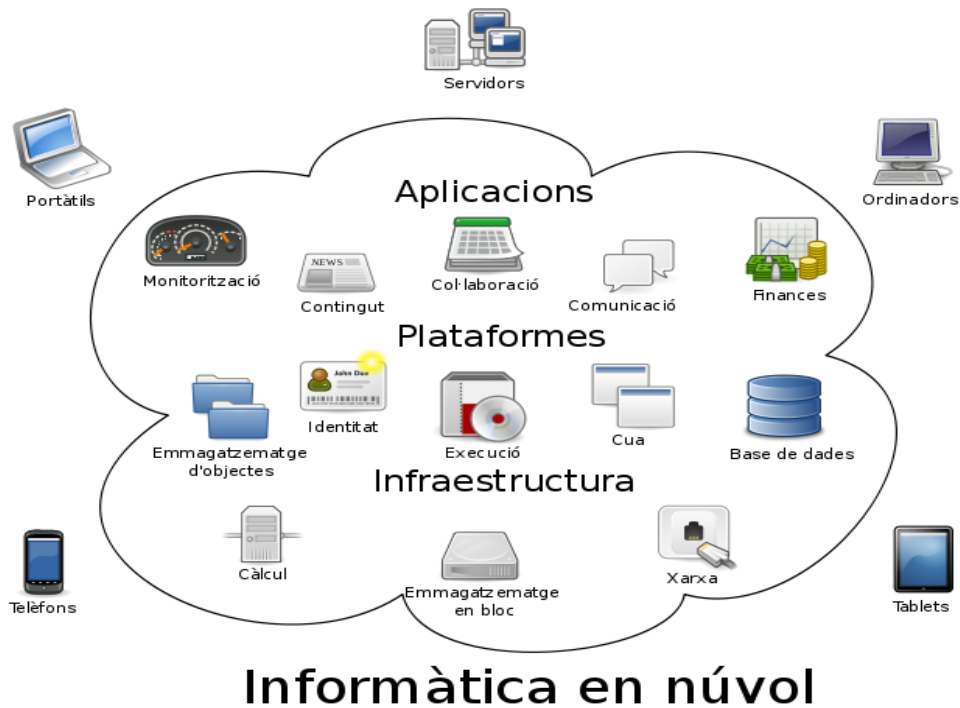 Servidors
Portàtils
Ordinadors
Aplicacions
Monitorització
NEWS
Contingut
Col·laboració
Comunicació
Finances
Plataformes
John Doe
Emmagatzematge
d'objectes
Identitat
Execució
Cua
Base de dades
Infraestructura
Càlcul
Emmagatzematge
en bloc
Xarxa
Telèfons
Tablets
Informàtica en núvol